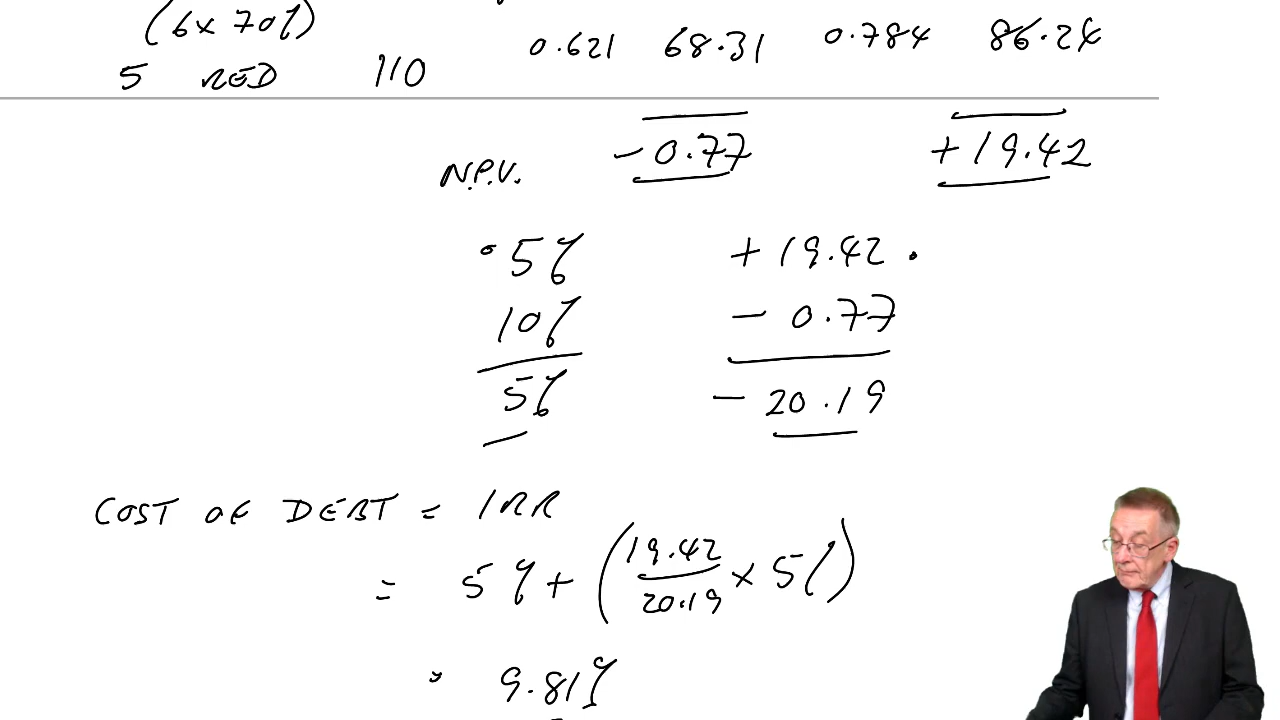 (6 x 70%)
0.621 68.31 0.784 86.24
5 RED 110
N.P.V. - 0.77 + 19.42
5% + 19.42
10% - 0.77
5% - 20.19
COST OF DEBT = IRR
= 5% + (19.42/20.19 x 5%)
= 9.81%